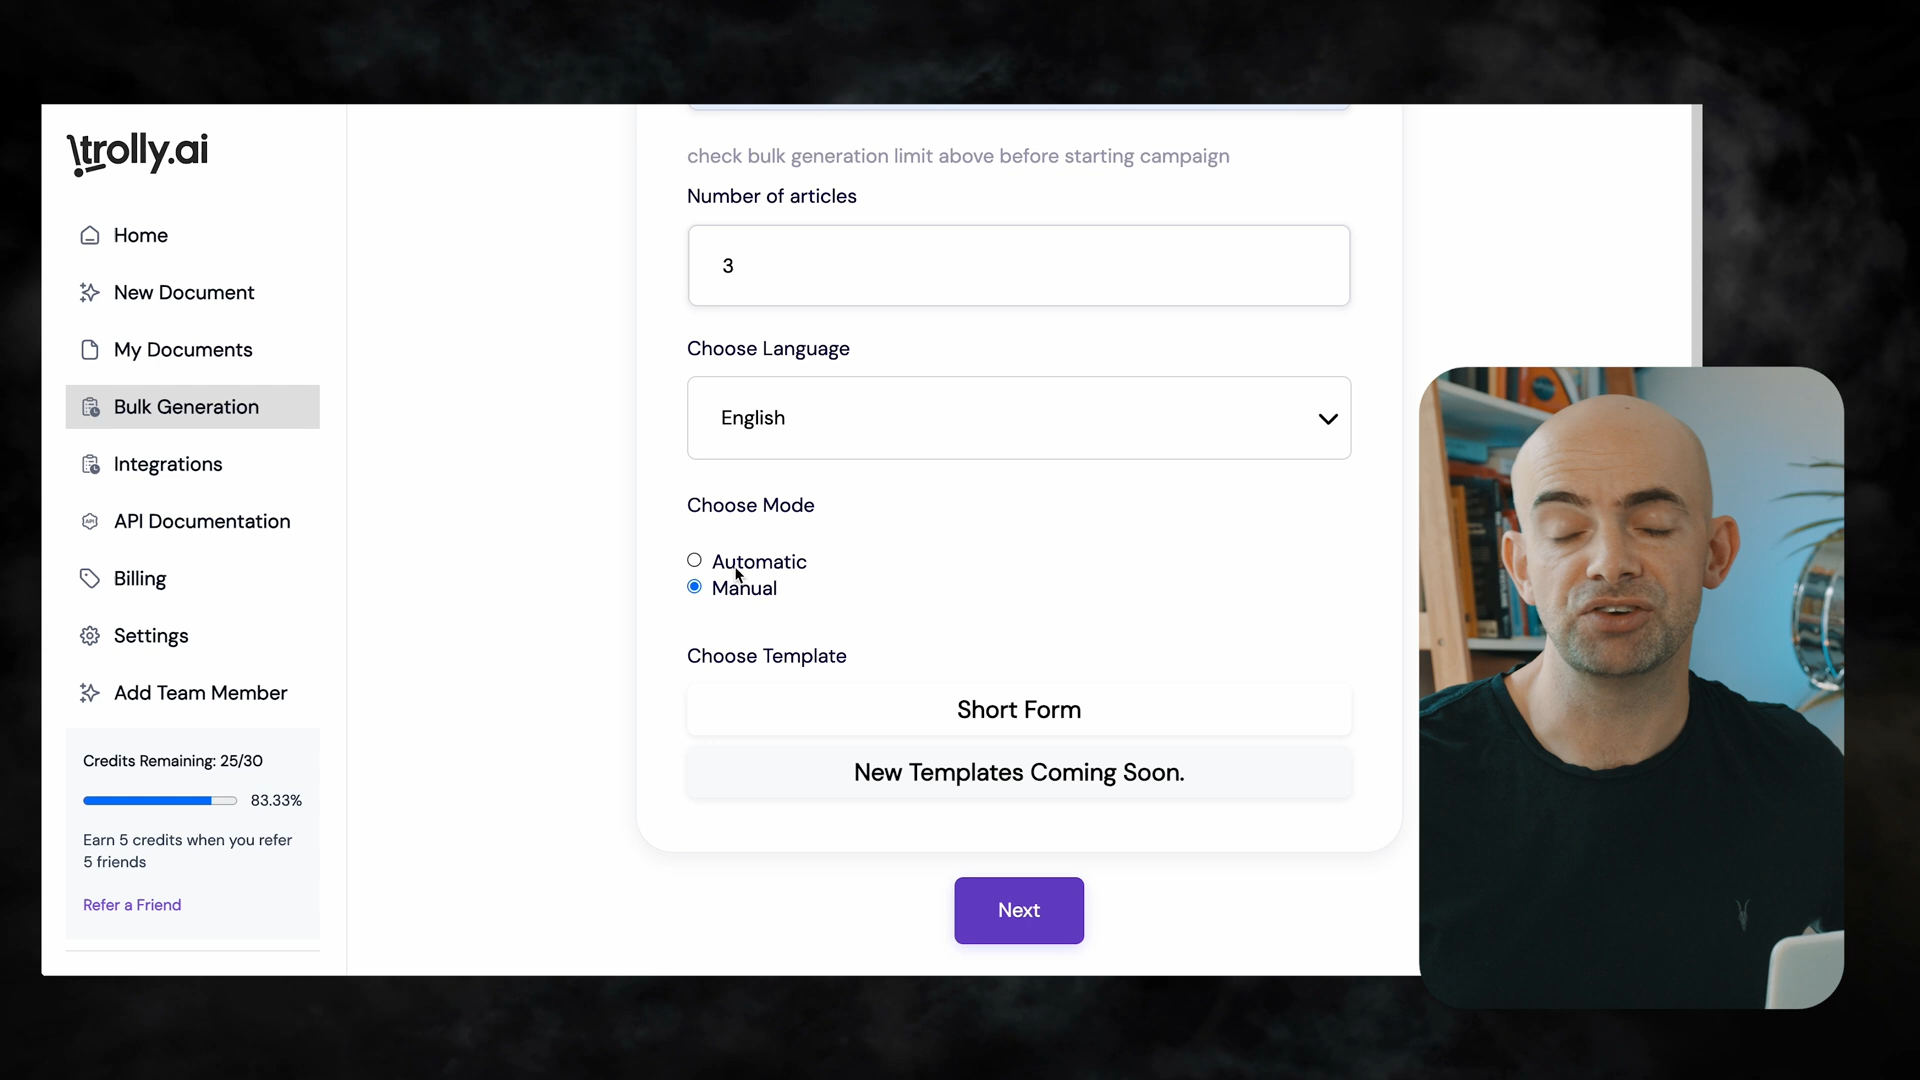 trolly.ai
Home
New Document
My Documents
Bulk Generation
Integrations
API Documentation
Billing
Settings
Add Team Member
Credits Remaining: 25/30
83.33%
Earn 5 credits when you refer
5 friends
Refer a Friend
check bulk generation limit above before starting campaign
Number of articles
3
Choose Language
English
Choose Mode
Automatic
Manual
Choose Template
Short Form
New Templates Coming Soon.
Next